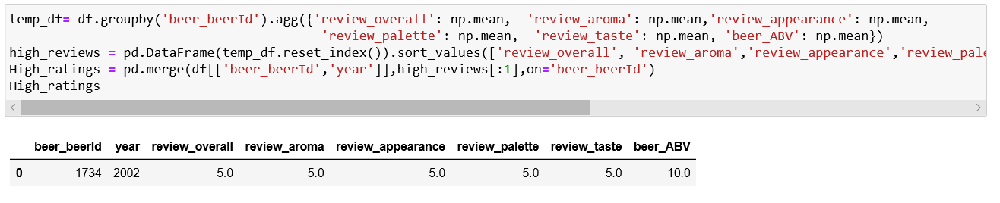 temp_df= df.groupby('beer_beerId').agg({'review_overall': np.mean,  'review_aroma': np.mean,'review_appearance': np.mean,
'review_palette': np.mean,  'review_taste': np.mean, 'beer_ABV': np.mean})
high_reviews = pd.DataFrame(temp_df.reset_index()).sort_values(['review_overall', 'review_aroma','review_appearance','review_pale
High_ratings = pd.merge(df[['beer_beerId','year']],high_reviews[:1],on='beer_beerId')
High_ratings
beer_beerId year review_overall review_aroma review_appearance review_palette review_taste beer_ABV
0 1734 2002 5.0 5.0 5.0 5.0 5.0 10.0